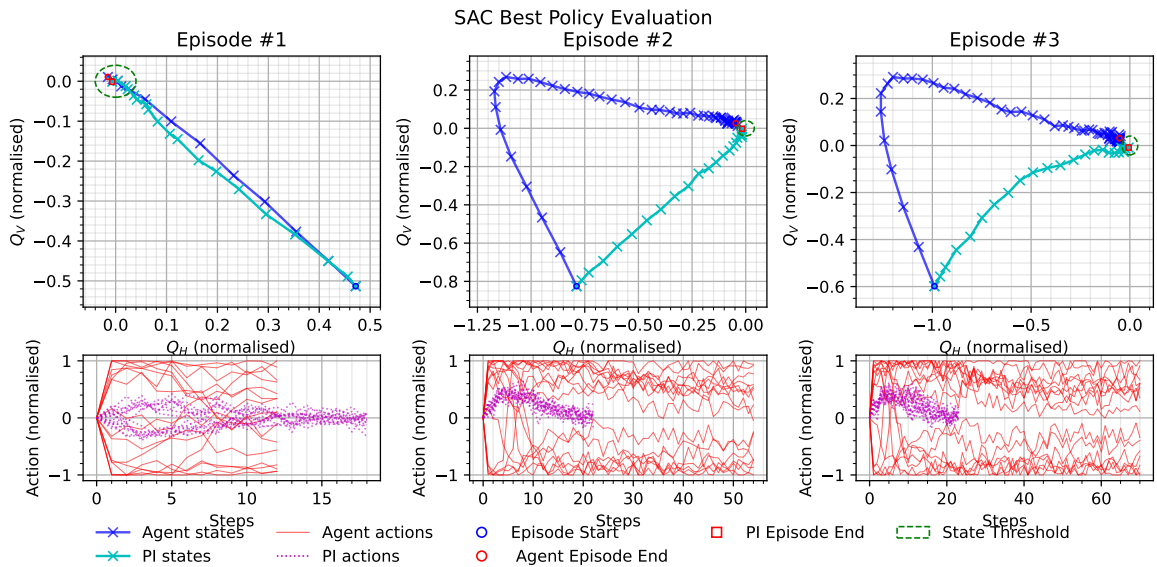 SAC Best Policy Evaluation
Episode #1
Episode #2
Episode #3
Q_V (normalised)
0.0
−0.1
−0.2
−0.3
−0.4
−0.5
0.0
0.1
0.2
0.3
0.4
0.5
Q_H (normalised)
Q_V (normalised)
0.2
0.0
−0.2
−0.4
−0.6
−0.8
−1.25
−1.00
−0.75
−0.50
−0.25
0.00
Q_H (normalised)
Q_V (normalised)
0.2
0.0
−0.2
−0.4
−0.6
−1.0
−0.5
0.0
Q_H (normalised)
Action (normalised)
1
0
−1
0
5
10
15
Steps
Action (normalised)
1
0
−1
0
10
20
30
40
50
Steps
Action (normalised)
1
0
−1
0
20
40
60
Steps
Agent states
Agent actions
Episode Start
PI Episode End
State Threshold
PI states
PI actions
Agent Episode End